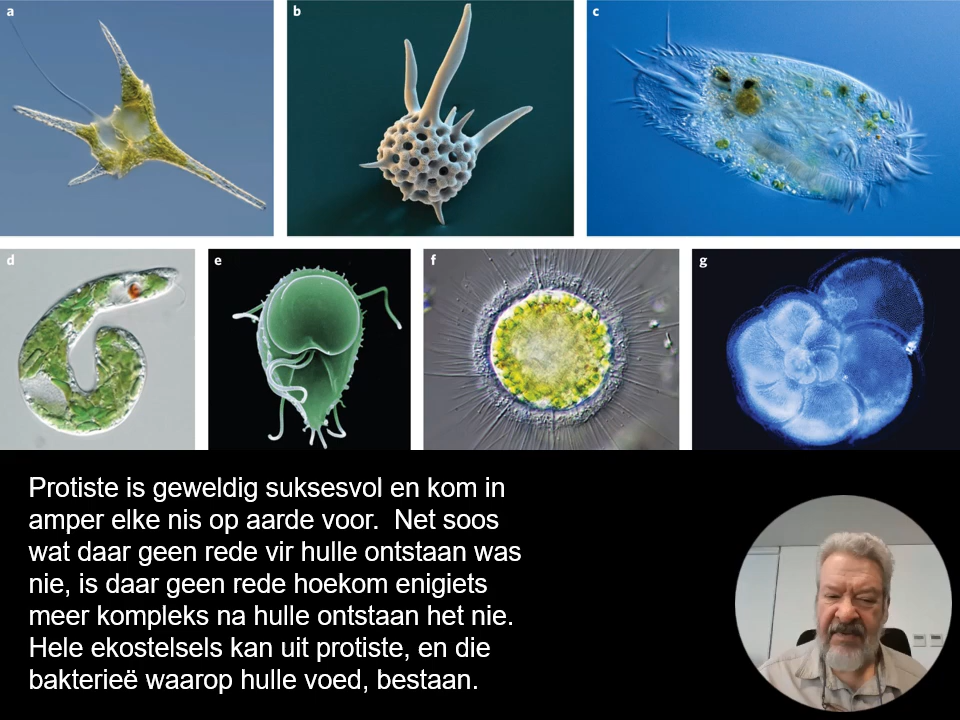 a
b
c
d
e
f
g
Protiste is geweldig suksesvol en kom in
amper elke nis op aarde voor.  Net soos
wat daar geen rede vir hulle ontstaan was
nie, is daar geen rede hoekom enigiets
meer kompleks na hulle ontstaan het nie.
Hele ekostelsels kan uit protiste, en die
bakterieë waarop hulle voed, bestaan.